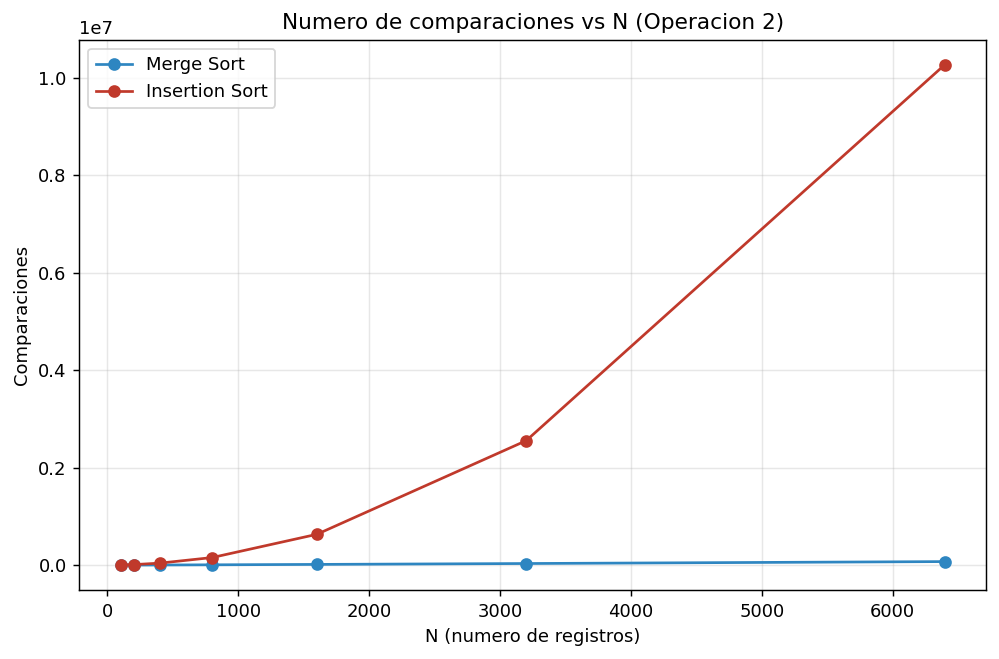 Numero de comparaciones vs N (Operacion 2)
1e7
Merge Sort
Insertion Sort
1.0
0.8
0.6
0.4
0.2
0.0
Comparaciones
0 1000 2000 3000 4000 5000 6000
N (numero de registros)